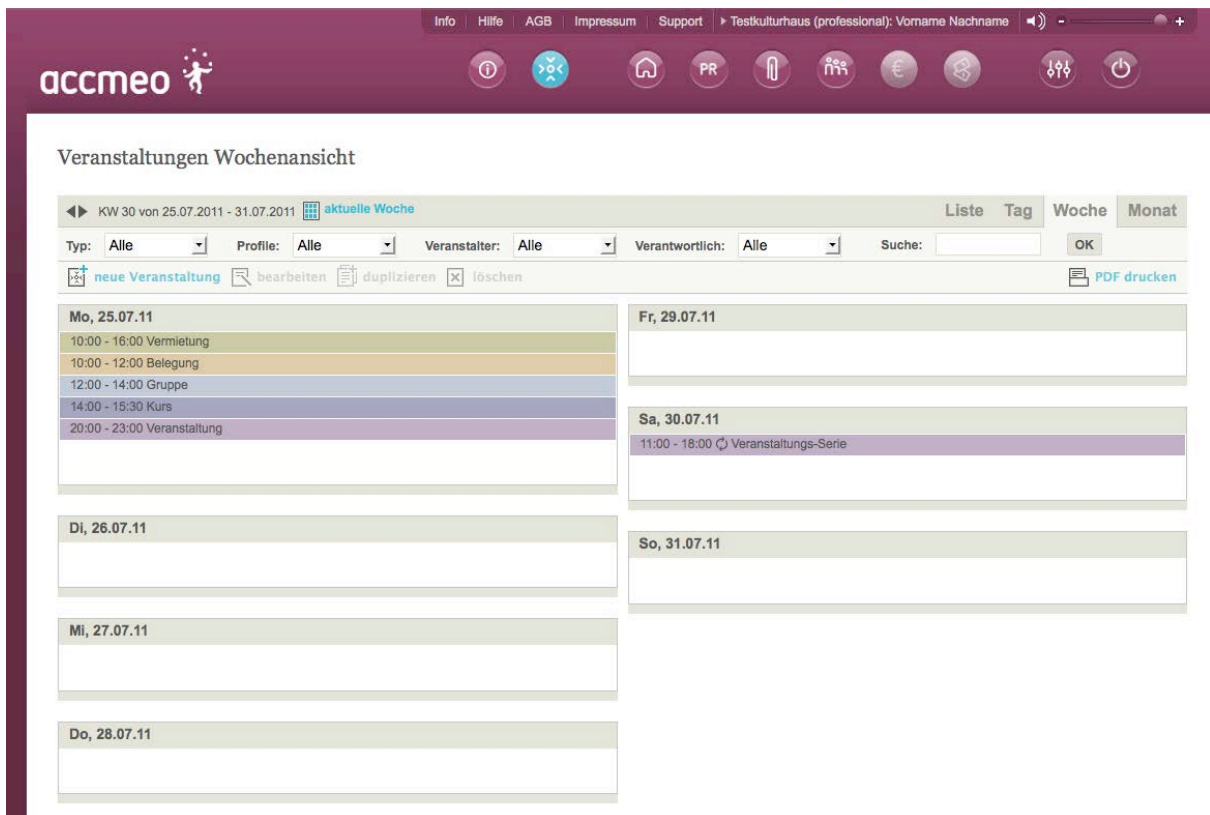 Info Hilfe AGB Impressum Support Testkulturhaus (professional): Vorname Nachname - +
accmeo
PR €
Veranstaltungen Wochenansicht
KW 30 von 25.07.2011 - 31.07.2011 aktuelle Woche Liste Tag Woche Monat
Typ: Alle Profile: Alle Veranstalter: Alle Verantwortlich: Alle Suche: OK
neue Veranstaltung bearbeiten duplizieren löschen PDF drucken
Mo, 25.07.11
10:00 - 16:00 Vermietung
10:00 - 12:00 Belegung
12:00 - 14:00 Gruppe
14:00 - 15:30 Kurs
20:00 - 23:00 Veranstaltung
Di, 26.07.11
Mi, 27.07.11
Do, 28.07.11
Fr, 29.07.11
Sa, 30.07.11
11:00 - 18:00 Veranstaltungs-Serie
So, 31.07.11